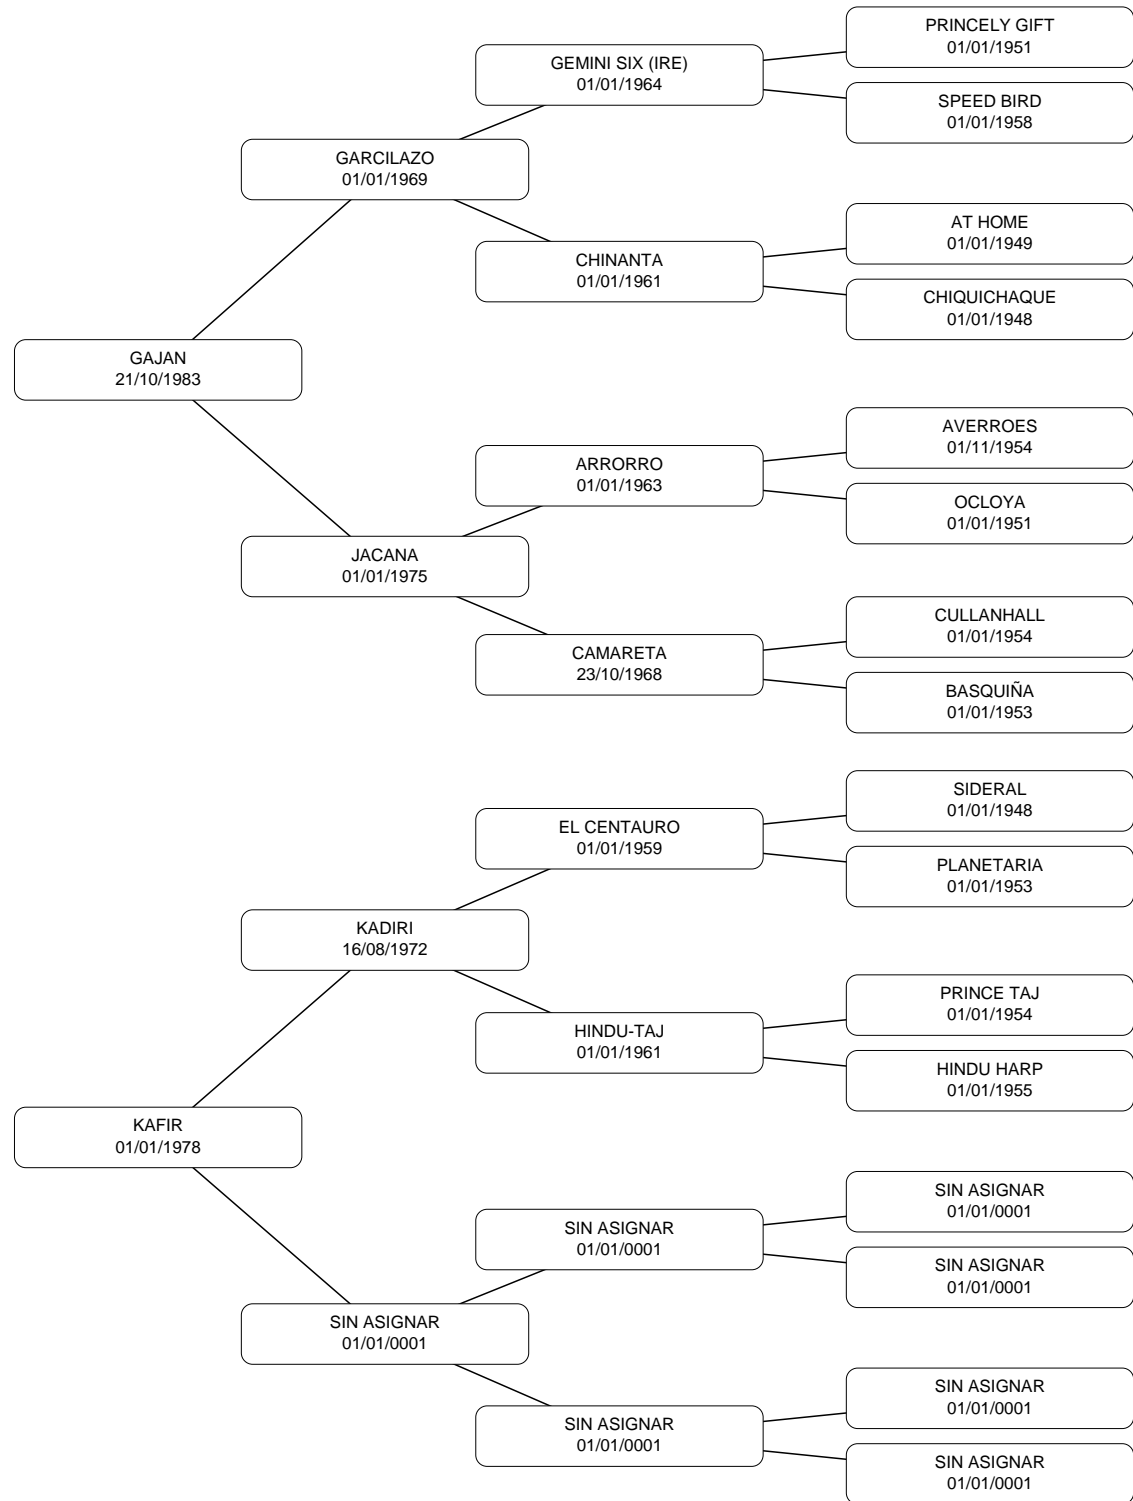 PRINCELY GIFT
01/01/1951
GEMINI SIX (IRE)
01/01/1964
SPEED BIRD
01/01/1958
GARCILAZO
01/01/1969
AT HOME
01/01/1949
CHINANTA
01/01/1961
CHIQUICHAQUE
01/01/1948
GAJAN
21/10/1983
AVERROES
01/11/1954
ARRORRO
01/01/1963
OCLOYA
01/01/1951
JACANA
01/01/1975
CULLANHALL
01/01/1954
CAMARETA
23/10/1968
BASQUIÑA
01/01/1953
SIDERAL
01/01/1948
EL CENTAURO
01/01/1959
PLANETARIA
01/01/1953
KADIRI
16/08/1972
PRINCE TAJ
01/01/1954
HINDU-TAJ
01/01/1961
HINDU HARP
01/01/1955
KAFIR
01/01/1978
SIN ASIGNAR
01/01/0001
SIN ASIGNAR
01/01/0001
SIN ASIGNAR
01/01/0001
SIN ASIGNAR
01/01/0001
SIN ASIGNAR
01/01/0001
SIN ASIGNAR
01/01/0001
SIN ASIGNAR
01/01/0001